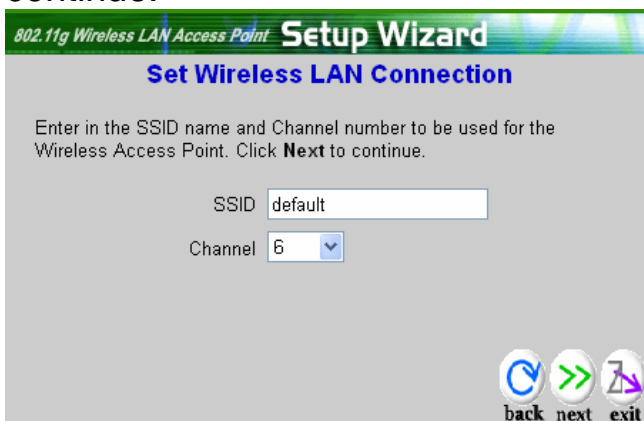 continue.
802.11g Wireless LAN Access Point Setup Wizard
Set Wireless LAN Connection
Enter in the SSID name and Channel number to be used for the
Wireless Access Point. Click Next to continue.
SSID default
Channel 6
back next exit